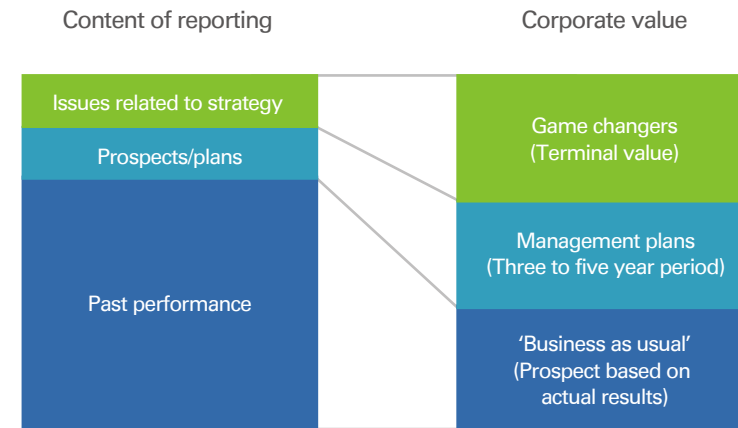 Content of reporting
Corporate value
Issues related to strategy
Prospects/plans
Past performance
Game changers
(Terminal value)
Management plans
(Three to five year period)
‘Business as usual’
(Prospect based on
actual results)